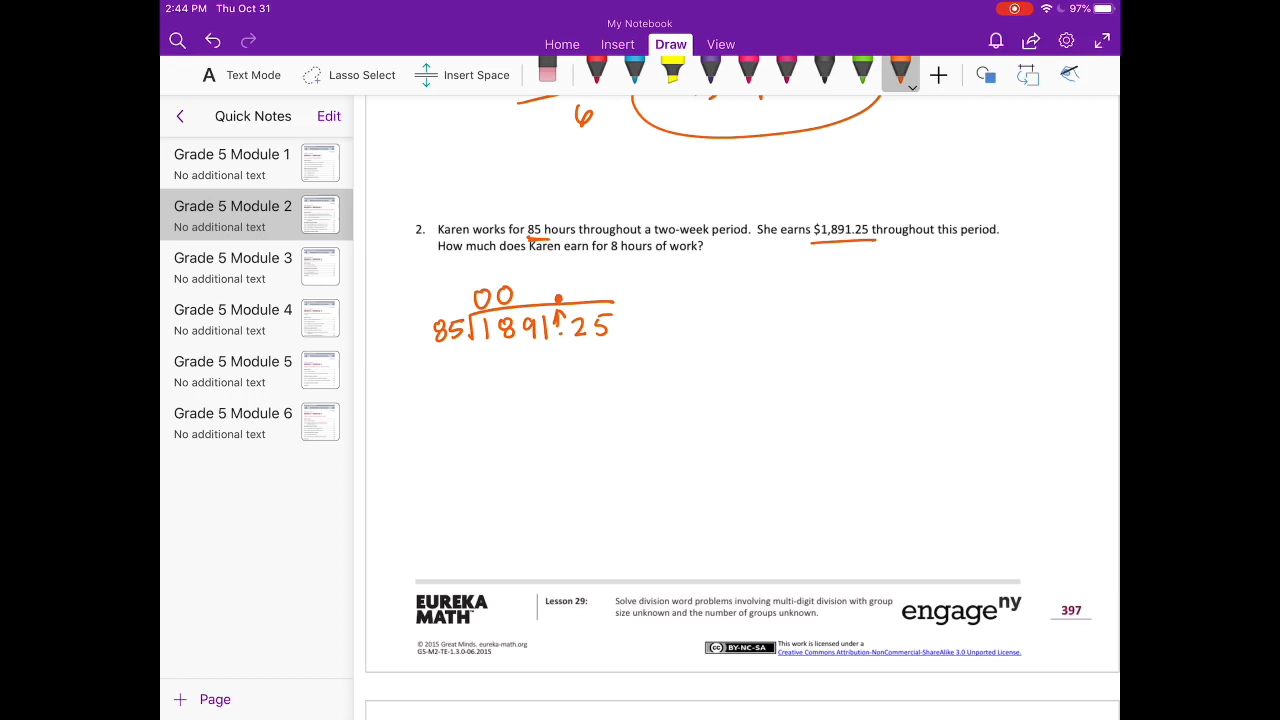 2:44 PM Thu Oct 31
97%
My Notebook
Home Insert Draw View
A Text Mode Lasso Select Insert Space
Quick Notes Edit
Grade 5 Module 1
No additional text
Grade 5 Module 2
No additional text
Grade 5 Module 3
No additional text
Grade 5 Module 4
No additional text
Grade 5 Module 5
No additional text
Grade 5 Module 6
No additional text
+ Page
6
2. Karen works for 85 hours throughout a two-week period. She earns $1,891.25 throughout this period.
How much does Karen earn for 8 hours of work?
00 .
85 1891.25
EUREKA
MATH
Lesson 29:
Solve division word problems involving multi-digit division with group
size unknown and the number of groups unknown.
engageny
397
© 2015 Great Minds. eureka-math.org
G5-M2-TE-1.3.0-06.2015
CC BY-NC-SA
This work is licensed under a
Creative Commons Attribution-NonCommercial-ShareAlike 3.0 Unported License.